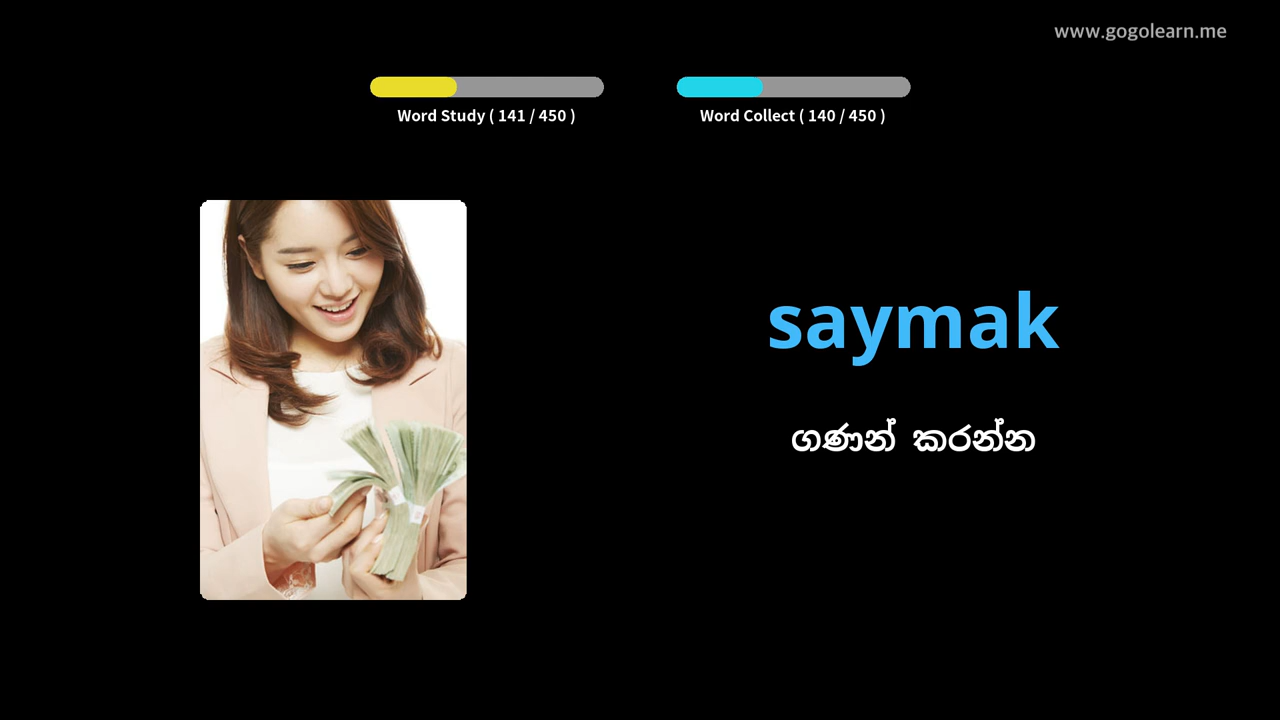 www.gogolearn.me
Word Study ( 141 / 450 )
Word Collect ( 140 / 450 )
saymak
ගණන් කරන්න